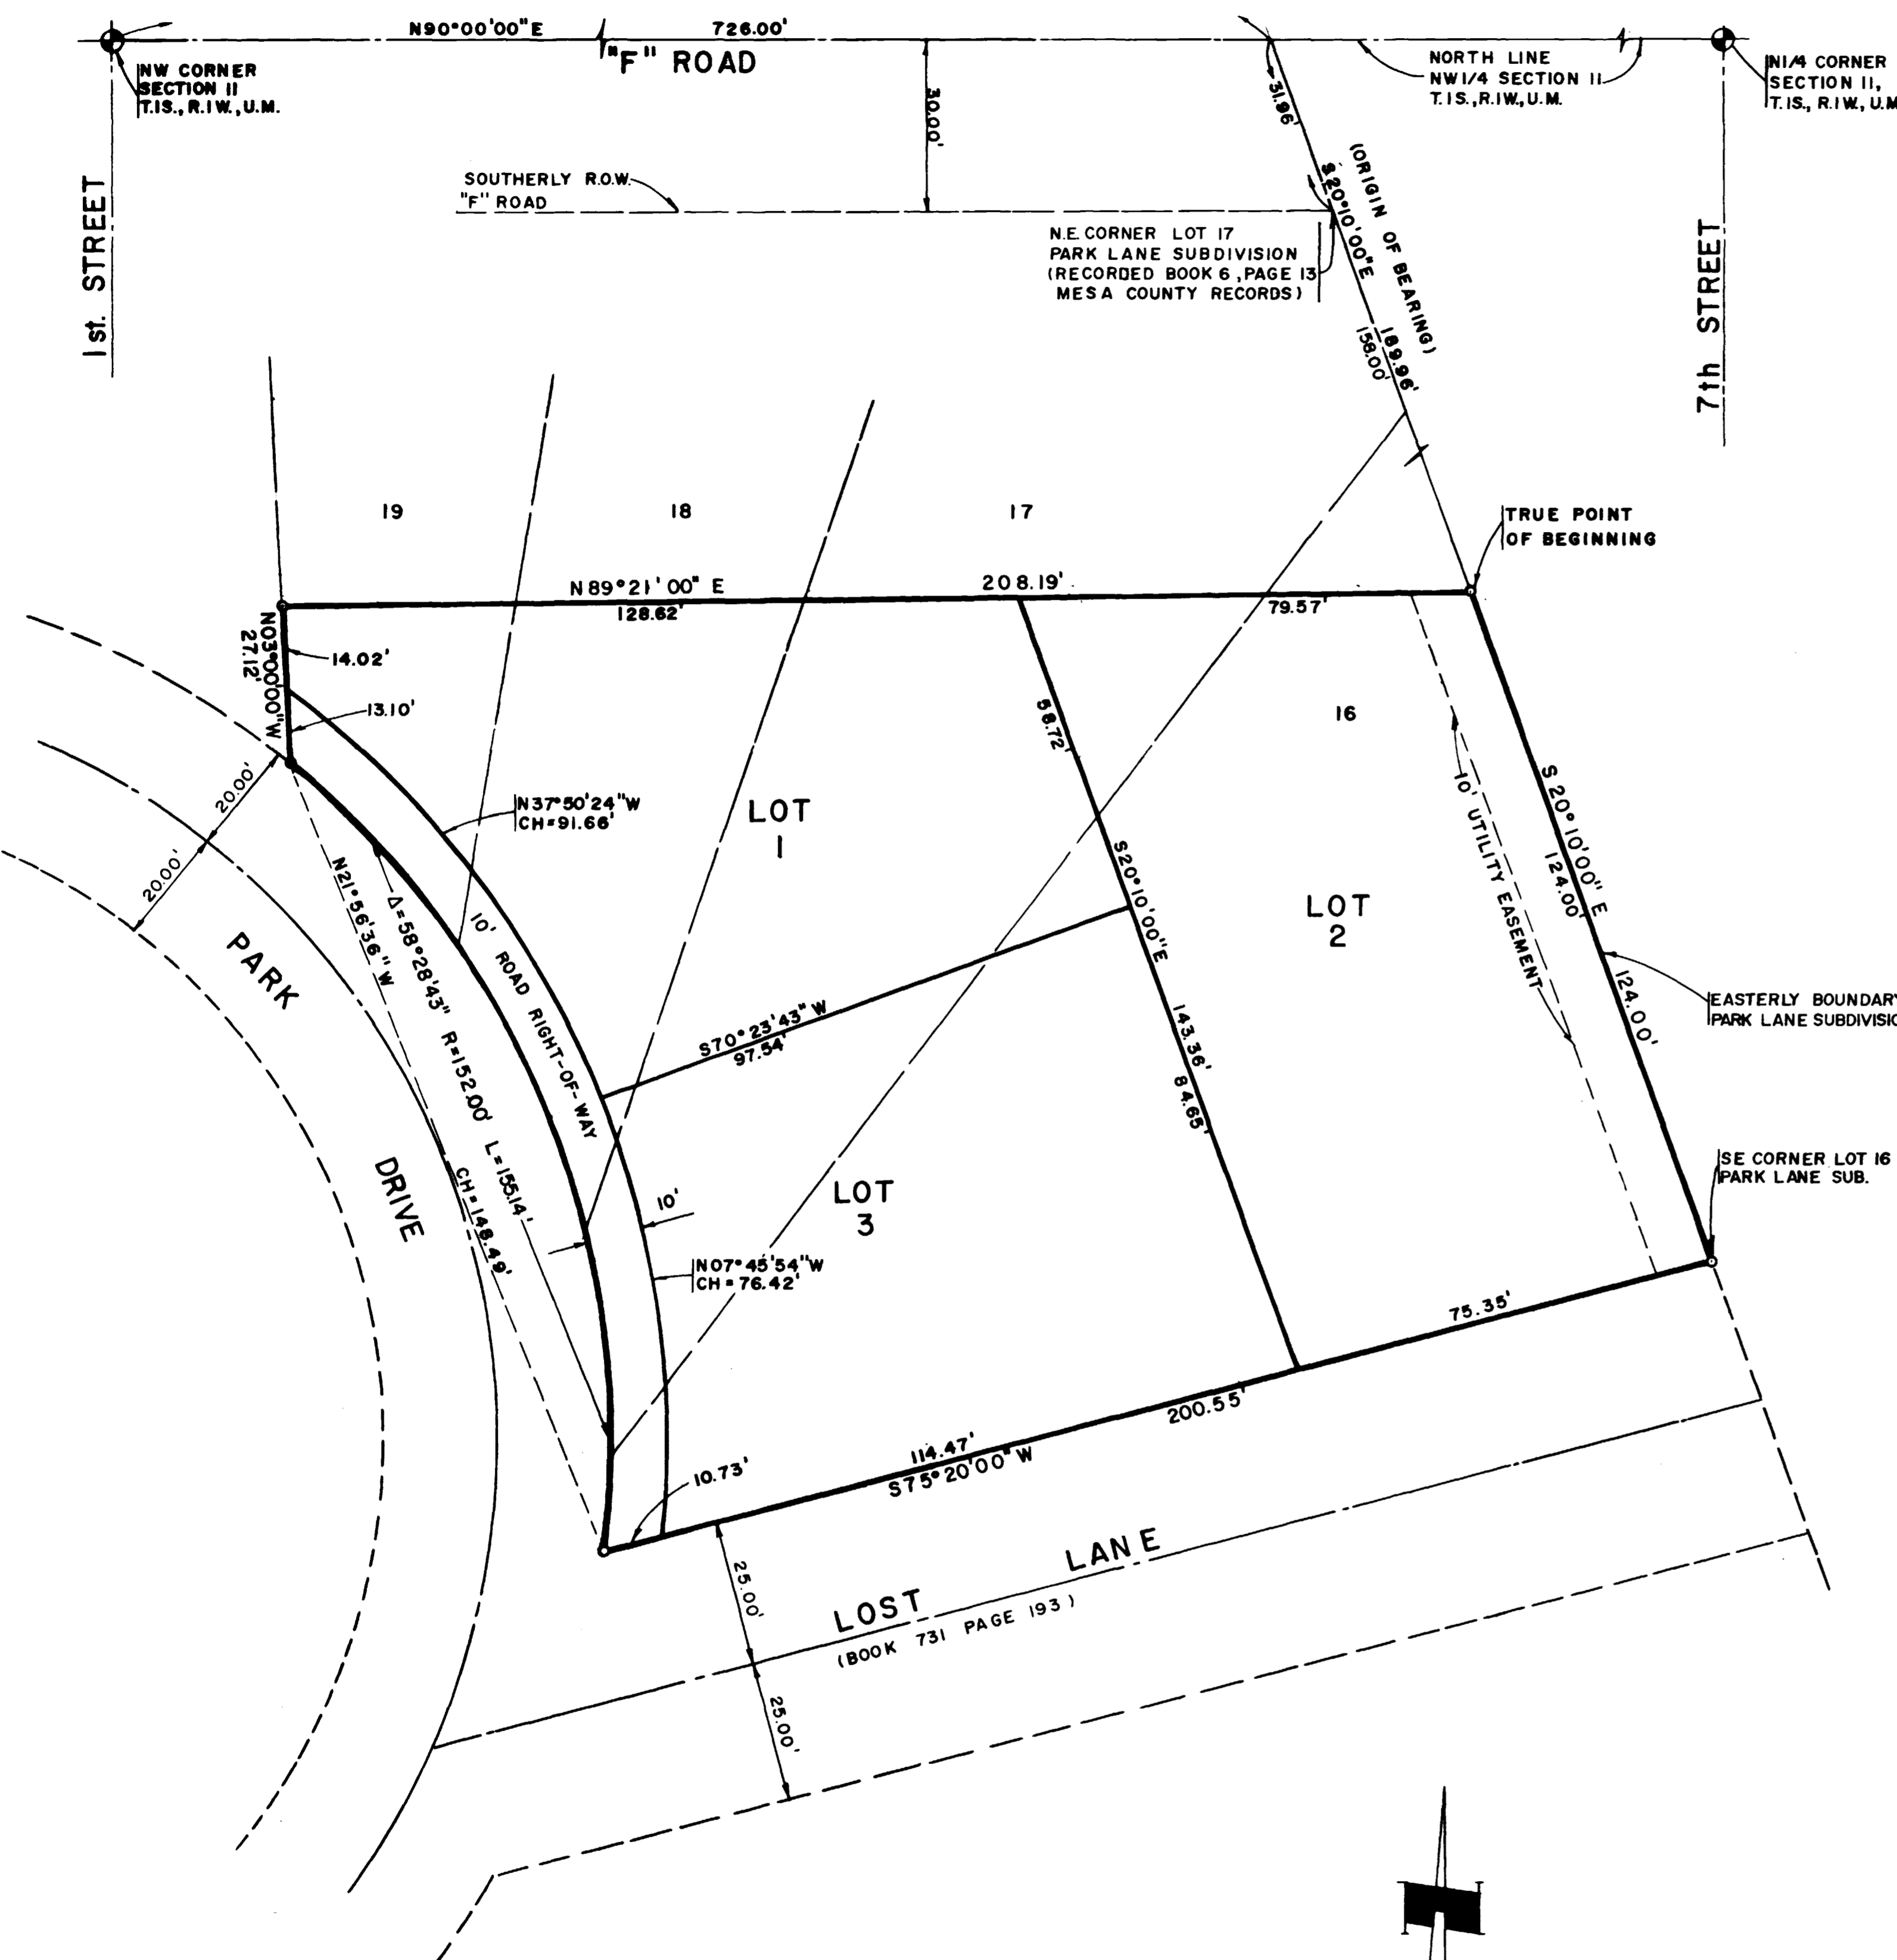 N90°00'00"E 726.00'
"F" ROAD
NW CORNER
SECTION 11
T.1S., R.1W., U.M.
NORTH LINE
NW1/4 SECTION 11
T.1S.,R.1W.,U.M.
N1/4 CORNER
SECTION 11,
T.1S., R.1W., U.M
1st. STREET
7th STREET
30.00'
31.96'
SOUTHERLY R.O.W.
"F" ROAD
(ORIGIN OF BEARING)
S20°10'00"E 189.96'
158.00'
N.E. CORNER LOT 17
PARK LANE SUBDIVISION
(RECORDED BOOK 6, PAGE 13
MESA COUNTY RECORDS)
19
18
17
TRUE POINT
OF BEGINNING
N89°21'00" E 208.19'
128.62'
79.57'
N03°00'00"W
27.12'
14.02'
13.10'
16
58.72'
20.00'
20.00'
N37°50'24"W
CH=91.66'
LOT
1
LOT
2
S20°10'00"E 143.36'
84.65'
10' UTILITY EASEMENT
S 20°10'00" E
124.00'
124.00'
EASTERLY BOUNDARY
PARK LANE SUBDIVISIO
PARK
DRIVE
N21°56'36" W CH=148.49'
Δ=58°28'43" R=152.00' L=155.14'
10' ROAD RIGHT-OF-WAY
S70°23'43" W
97.54'
SE CORNER LOT 16
PARK LANE SUB.
LOT
3
10'
N07°45'54"W
CH=76.42'
75.35'
200.55'
114.47'
S75°20'00" W
10.73'
25.00'
LOST LANE
(BOOK 731 PAGE 193)
25.00'